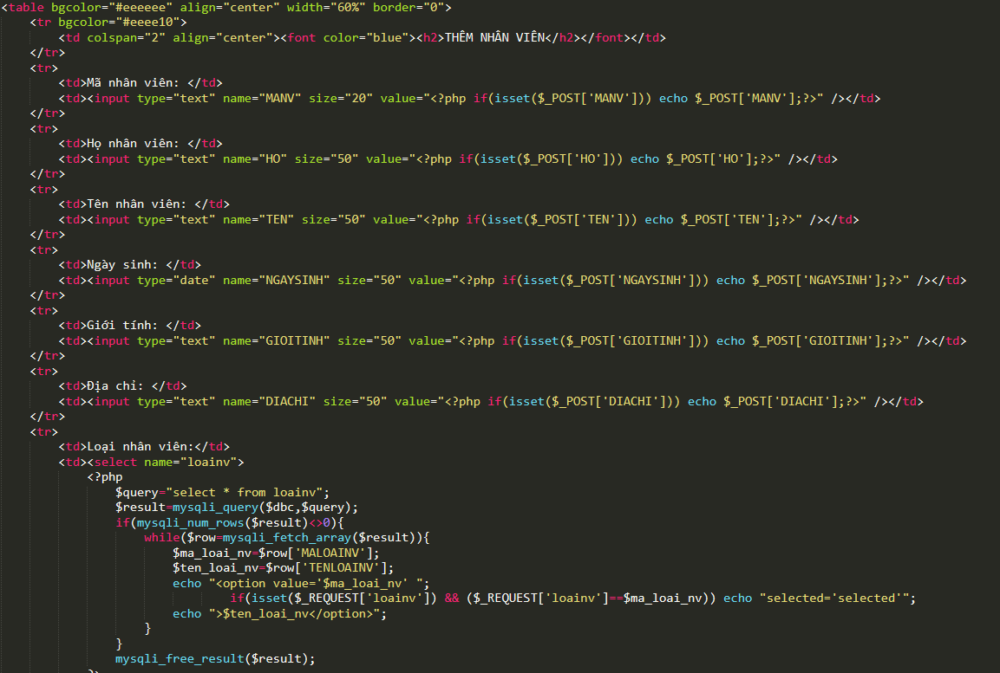 <table bgcolor="#eeeeee" align="center" width="60%" border="0">
<tr bgcolor="#eeee10">
<td colspan="2" align="center"><font color="blue"><h2>THÊM NHÂN VIÊN</h2></font></td>
</tr>
<tr>
<td>Mã nhân viên: </td>
<td><input type="text" name="MANV" size="20" value="<?php if(isset($_POST['MANV'])) echo $_POST['MANV'];?>" /></td>
</tr>
<tr>
<td>Họ nhân viên: </td>
<td><input type="text" name="HO" size="50" value="<?php if(isset($_POST['HO'])) echo $_POST['HO'];?>" /></td>
</tr>
<tr>
<td>Tên nhân viên: </td>
<td><input type="text" name="TEN" size="50" value="<?php if(isset($_POST['TEN'])) echo $_POST['TEN'];?>" /></td>
</tr>
<tr>
<td>Ngày sinh: </td>
<td><input type="date" name="NGAYSINH" size="50" value="<?php if(isset($_POST['NGAYSINH'])) echo $_POST['NGAYSINH'];?>" /></td>
</tr>
<tr>
<td>Giới tính: </td>
<td><input type="text" name="GIOITINH" size="50" value="<?php if(isset($_POST['GIOITINH'])) echo $_POST['GIOITINH'];?>" /></td>
</tr>
<tr>
<td>Địa chỉ: </td>
<td><input type="text" name="DIACHI" size="50" value="<?php if(isset($_POST['DIACHI'])) echo $_POST['DIACHI'];?>" /></td>
</tr>
<tr>
<td>Loại nhân viên:</td>
<td><select name="loainv">
<?php
$query="select * from loainv";
$result=mysqli_query($dbc,$query);
if(mysqli_num_rows($result)<>0){
while($row=mysqli_fetch_array($result)){
$ma_loai_nv=$row['MALOAINV'];
$ten_loai_nv=$row['TENLOAINV'];
echo "<option value='$ma_loai_nv' ";
if(isset($_REQUEST['loainv']) && ($_REQUEST['loainv']==$ma_loai_nv)) echo "selected='selected'";
echo ">$ten_loai_nv</option>";
}
}
mysqli_free_result($result);